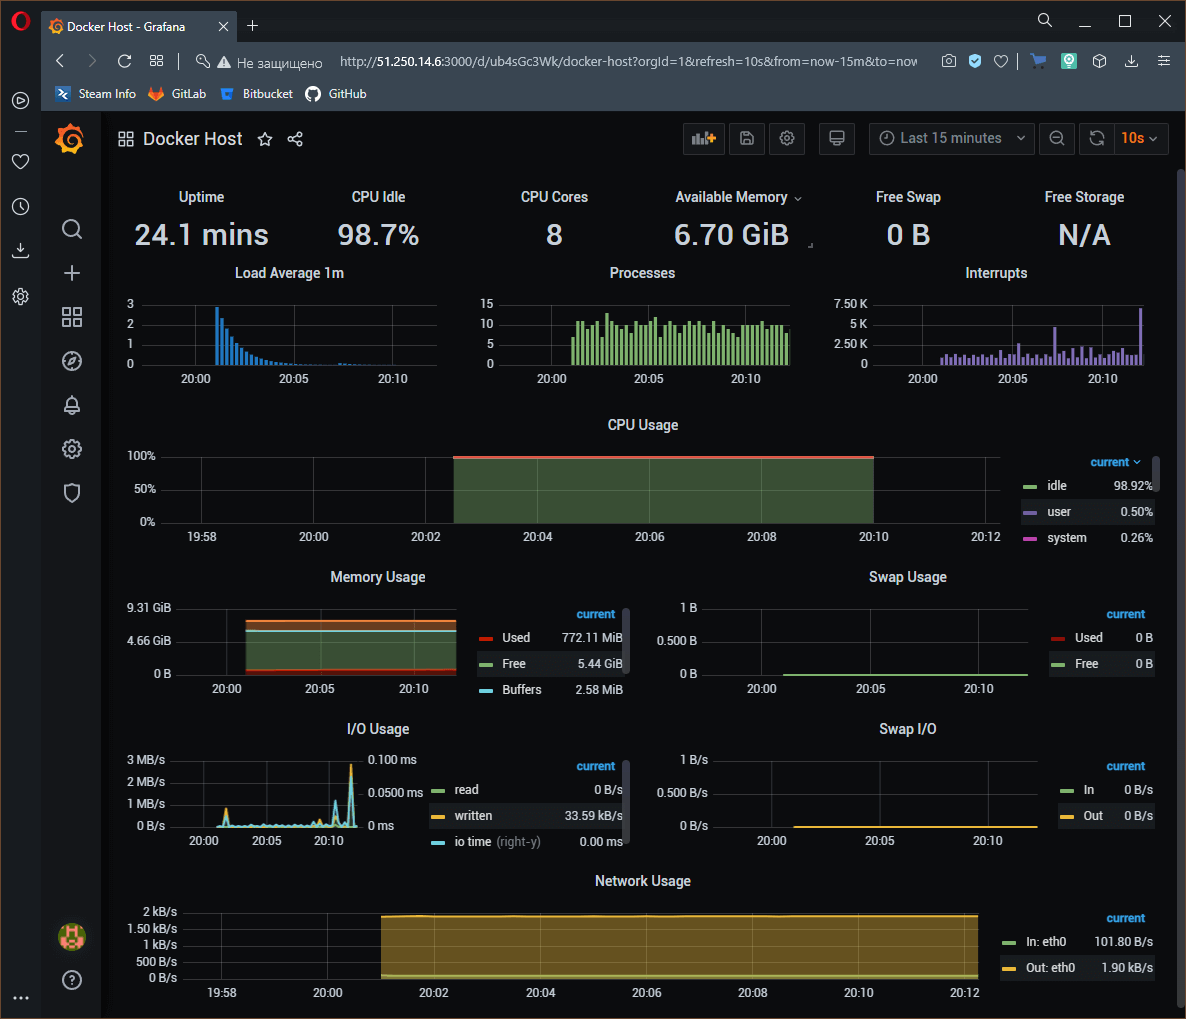 Docker Host - Grafana
Не защищено
http://51.250.14.6:3000/d/ub4sGc3Wk/docker-host?orgId=1&refresh=10s&from=now-15m&to=now
Steam Info GitLab Bitbucket GitHub
Docker Host
Last 15 minutes
10s
Uptime CPU Idle CPU Cores Available Memory Free Swap Free Storage
24.1 mins 98.7% 8 6.70 GiB 0 B N/A
Load Average 1m
3
2
1
0
20:00 20:05 20:10
Processes
15
10
5
0
20:00 20:05 20:10
Interrupts
7.50 K
5 K
2.50 K
0
20:00 20:05 20:10
CPU Usage
100%
50%
0%
19:58 20:00 20:02 20:04 20:06 20:08 20:10 20:12
current
idle 98.92%
user 0.50%
system 0.26%
Memory Usage
9.31 GiB
4.66 GiB
0 B
20:00 20:05 20:10
current
Used 772.11 MiB
Free 5.44 GiB
Buffers 2.58 MiB
Swap Usage
1 B
0.500 B
0 B
20:00 20:05 20:10
current
Used 0 B
Free 0 B
I/O Usage
3 MB/s
2 MB/s
1 MB/s
0 B/s
0.100 ms
0.0500 ms
0 ms
20:00 20:05 20:10
current
read 0 B/s
written 33.59 kB/s
io time (right-y) 0.00 ms
Swap I/O
1 B/s
0.500 B/s
0 B/s
20:00 20:05 20:10
current
In 0 B/s
Out 0 B/s
Network Usage
2 kB/s
1.50 kB/s
1 kB/s
500 B/s
0 B/s
19:58 20:00 20:02 20:04 20:06 20:08 20:10 20:12
current
In: eth0 101.80 B/s
Out: eth0 1.90 kB/s